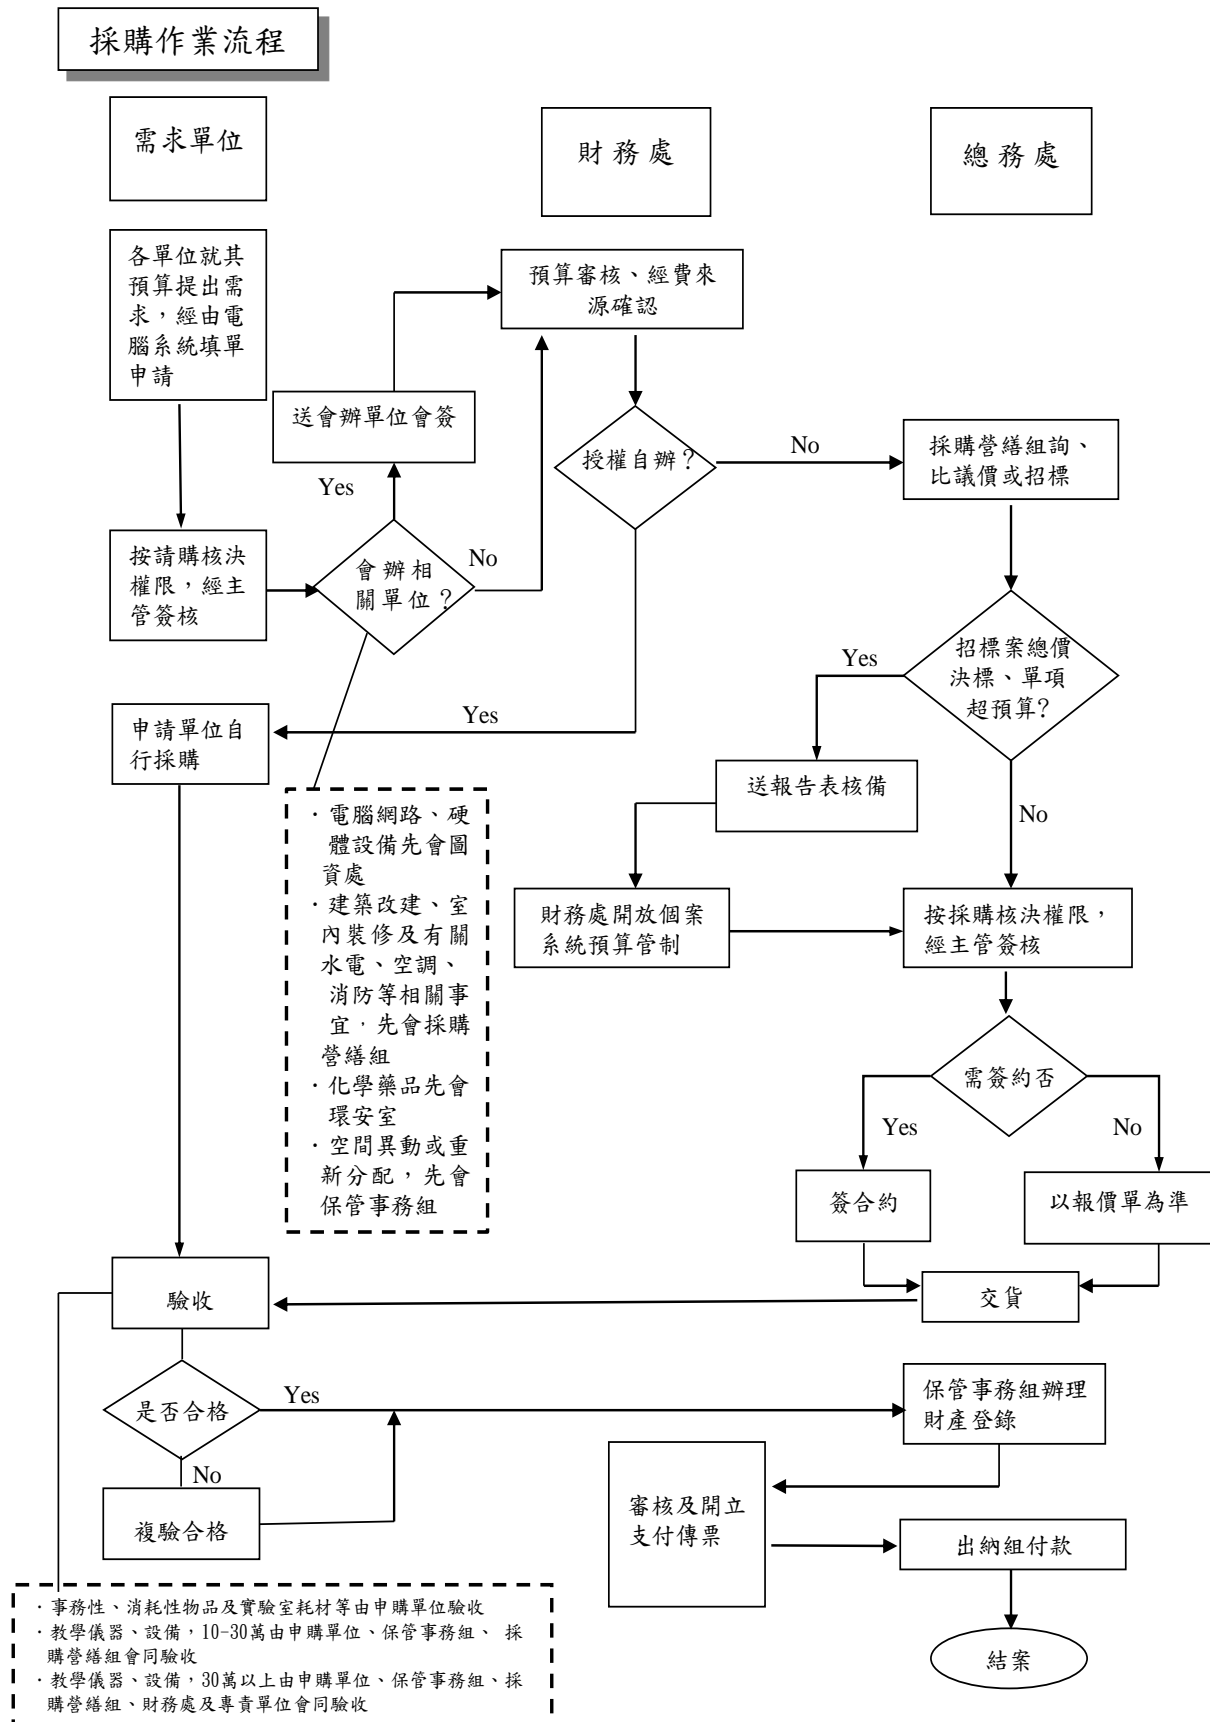 採購作業流程
需求單位
財務處
總務處
各單位就其
預算提出需
求，經由電
腦系統填單
申請
預算審核、經費來
源確認
送會辦單位會簽
授權自辦？
No
採購營繕組詢、
比議價或招標
Yes
按請購核決
權限，經主
管簽核
會辦相
關單位？
No
招標案總價
決標、單項
超預算?
Yes
申請單位自
行採購
Yes
送報告表核備
No
．電腦網路、硬
體設備先會圖
資處
．建築改建、室
內裝修及有關
水電、空調、
消防等相關事
宜，先會採購
營繕組
．化學藥品先會
環安室
．空間異動或重
新分配，先會
保管事務組
財務處開放個案
系統預算管制
按採購核決權限，
經主管簽核
需簽約否
Yes
No
簽合約
以報價單為準
驗收
交貨
是否合格
Yes
保管事務組辦理
財產登錄
No
複驗合格
審核及開立
支付傳票
出納組付款
．事務性、消耗性物品及實驗室耗材等由申購單位驗收
．教學儀器、設備，10-30萬由申購單位、保管事務組、 採
購營繕組會同驗收
．教學儀器、設備，30萬以上由申購單位、保管事務組、採
購營繕組、財務處及專責單位會同驗收
結案